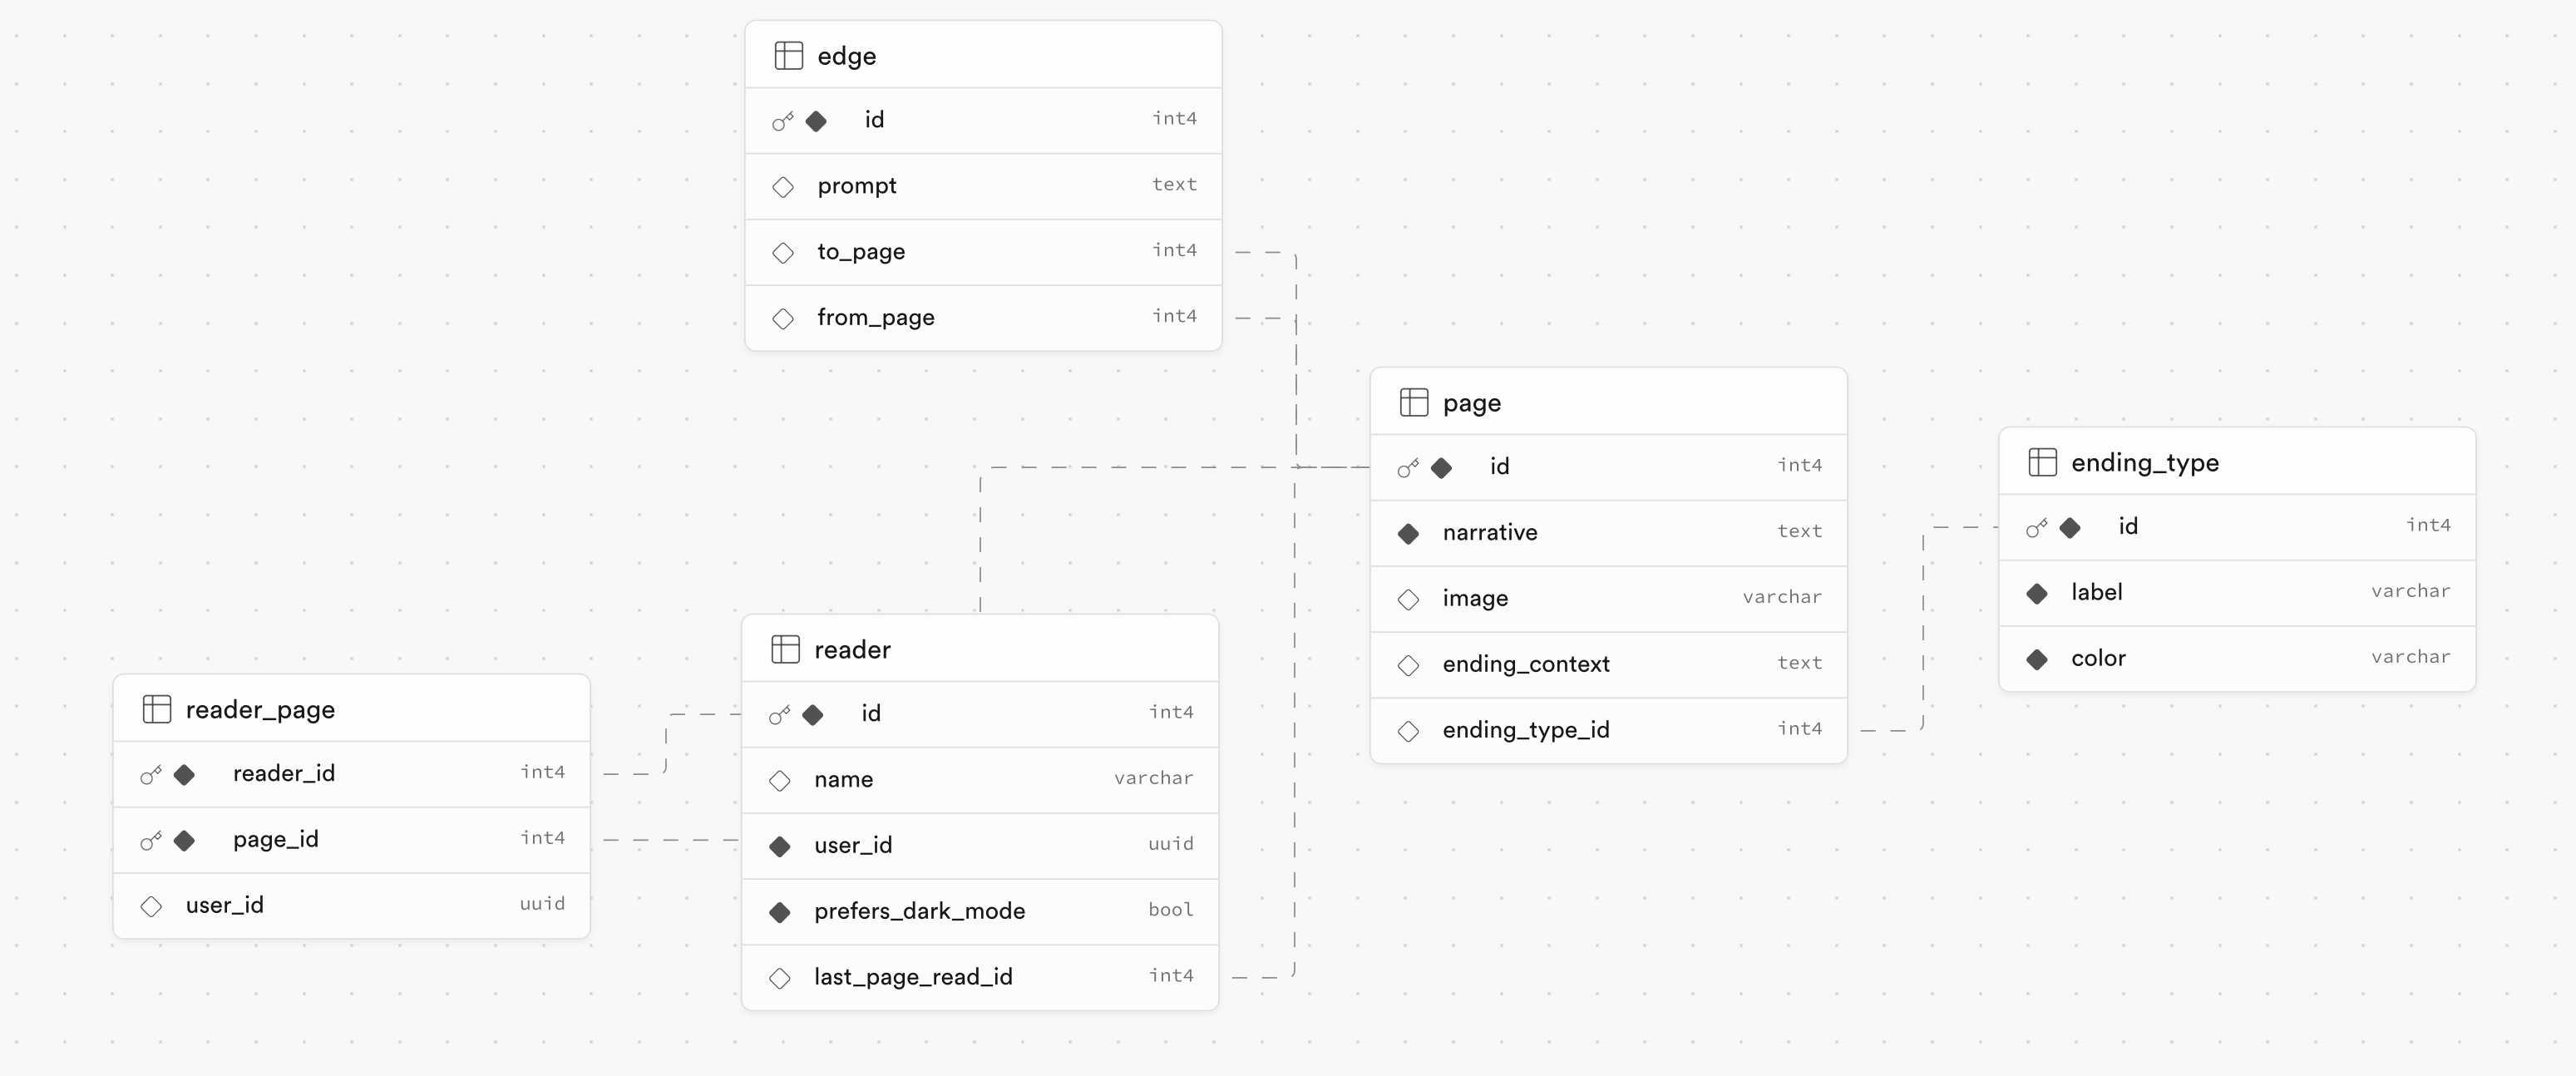 edge
id int4
prompt text
to_page int4
from_page int4
page
id int4
narrative text
image varchar
ending_context text
ending_type_id int4
ending_type
id int4
label varchar
color varchar
reader
id int4
name varchar
user_id uuid
prefers_dark_mode bool
last_page_read_id int4
reader_page
reader_id int4
page_id int4
user_id uuid